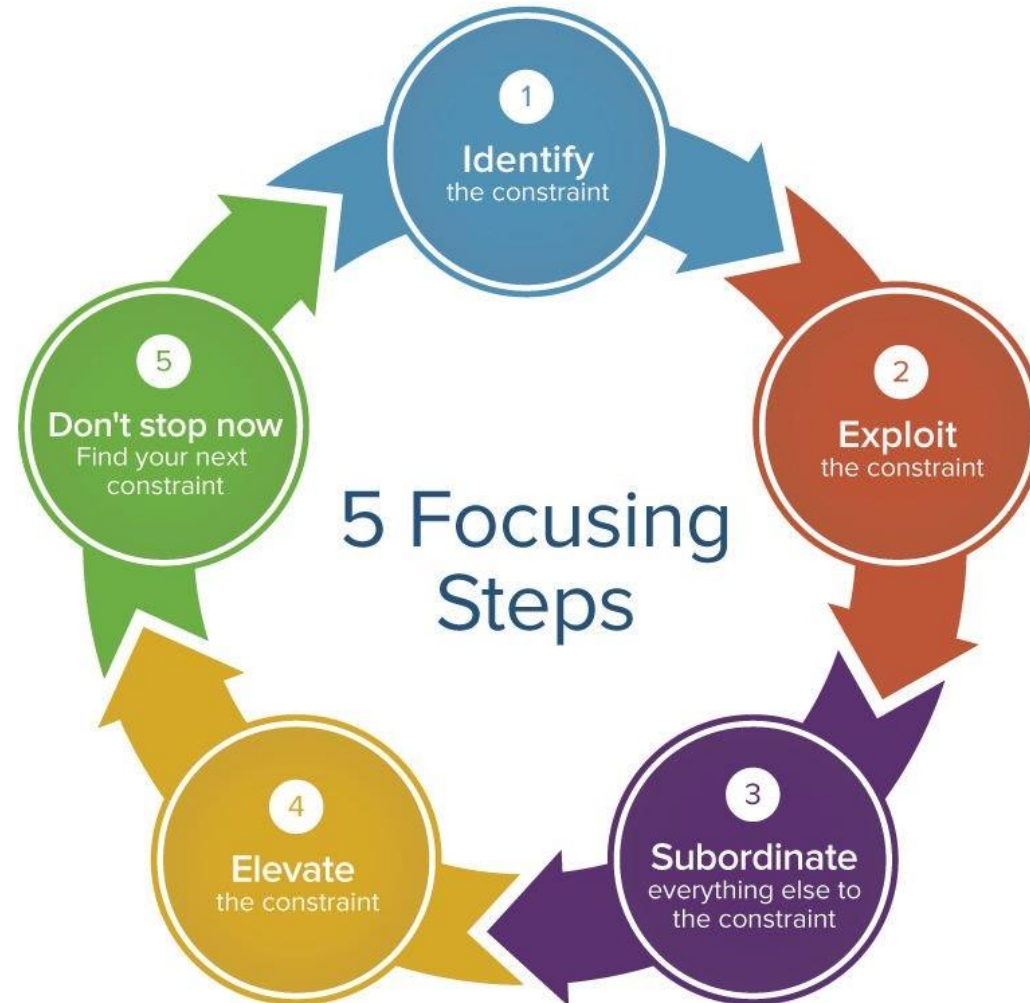 1
Identify
the constraint
2
Exploit
the constraint
3
Subordinate
everything else to
the constraint
4
Elevate
the constraint
5
Don't stop now
Find your next
constraint
5 Focusing
Steps